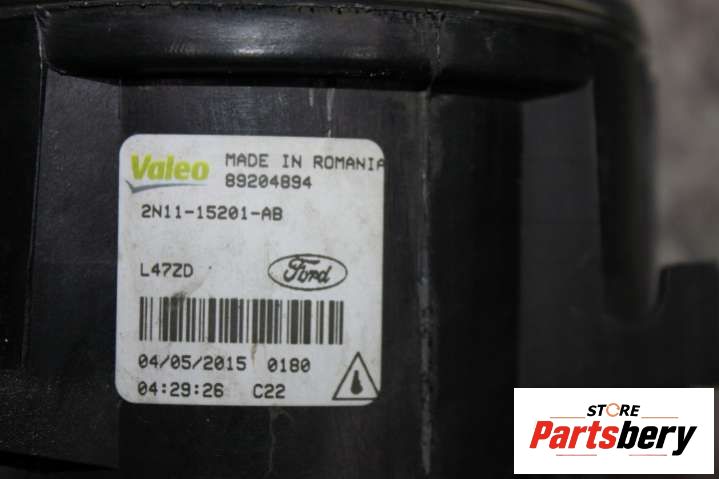 Valeo MADE IN ROMANIA
89204894
2N11-15201-AB
L47ZD Ford
04/05/2015 0180
04:29:26 C22
STORE
Partsbery